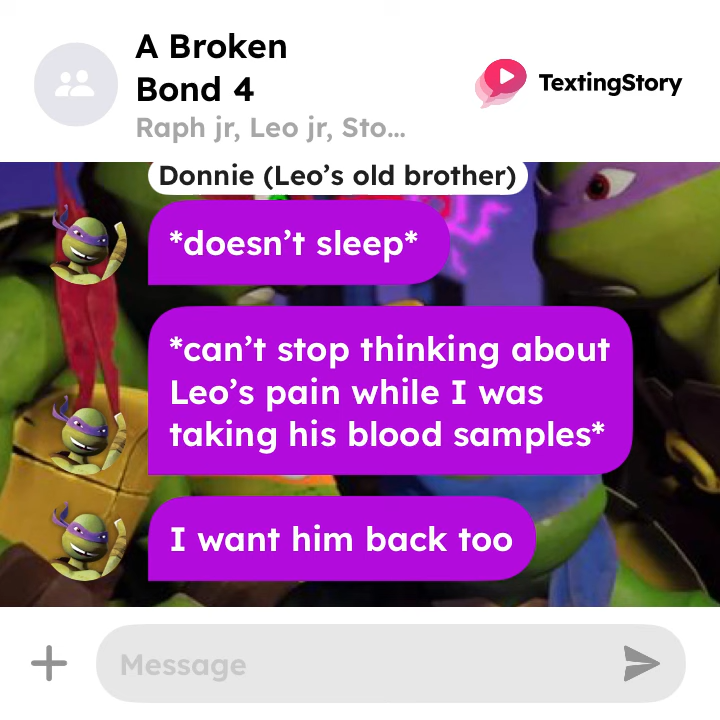 A Broken
Bond 4
Raph jr, Leo jr, Sto...
TextingStory
Donnie (Leo’s old brother)
*doesn’t sleep*
*can’t stop thinking about
Leo’s pain while I was
taking his blood samples*
I want him back too
Message